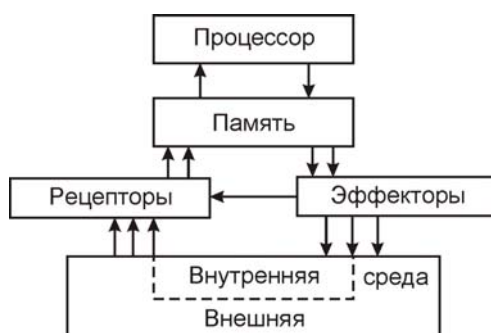 Процессор
Память
Рецепторы
Эффекторы
Внутренняя среда
Внешняя